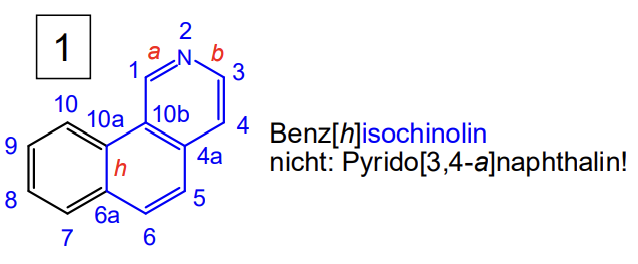 1
2
a
N
b
1
3
10
10a
10b
4
9
4a
h
8
5
6a
7
6
Benz[h]isochinolin
nicht: Pyrido[3,4-a]naphthalin!